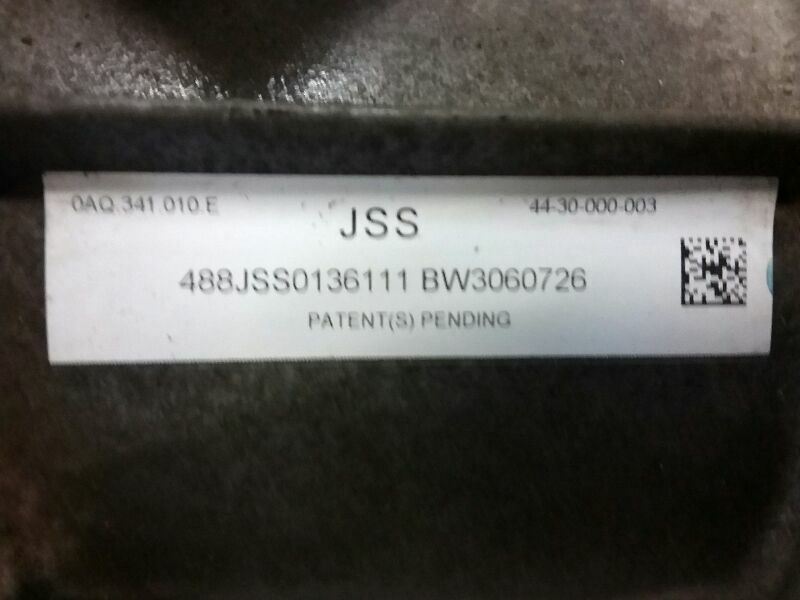 0AQ.341.010.E
JSS
44-30-000-003
488JSS0136111 BW3060726
PATENT(S) PENDING